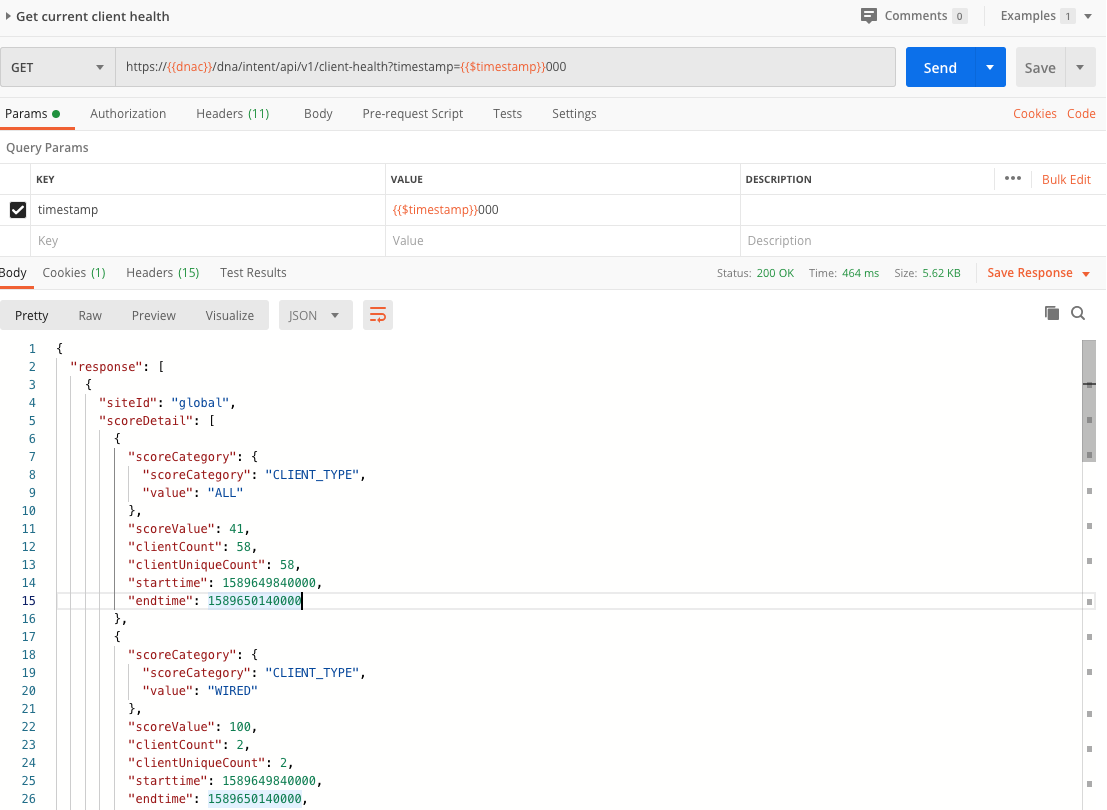 Get current client health
Comments 0
Examples 1
GET
https://{{dnac}}/dna/intent/api/v1/client-health?timestamp={{$timestamp}}000
Send
Save
Params
Authorization
Headers (11)
Body
Pre-request Script
Tests
Settings
Cookies
Code
Query Params
KEY
VALUE
DESCRIPTION
Bulk Edit
timestamp
{{$timestamp}}000
Key
Value
Description
Body
Cookies (1)
Headers (15)
Test Results
Status: 200 OK
Time: 464 ms
Size: 5.62 KB
Save Response
Pretty
Raw
Preview
Visualize
JSON
1 {
2 "response": [
3 {
4 "siteId": "global",
5 "scoreDetail": [
6 {
7 "scoreCategory": {
8 "scoreCategory": "CLIENT_TYPE",
9 "value": "ALL"
10 },
11 "scoreValue": 41,
12 "clientCount": 58,
13 "clientUniqueCount": 58,
14 "starttime": 1589649840000,
15 "endtime": 1589650140000
16 },
17 {
18 "scoreCategory": {
19 "scoreCategory": "CLIENT_TYPE",
20 "value": "WIRED"
21 },
22 "scoreValue": 100,
23 "clientCount": 2,
24 "clientUniqueCount": 2,
25 "starttime": 1589649840000,
26 "endtime": 1589650140000,